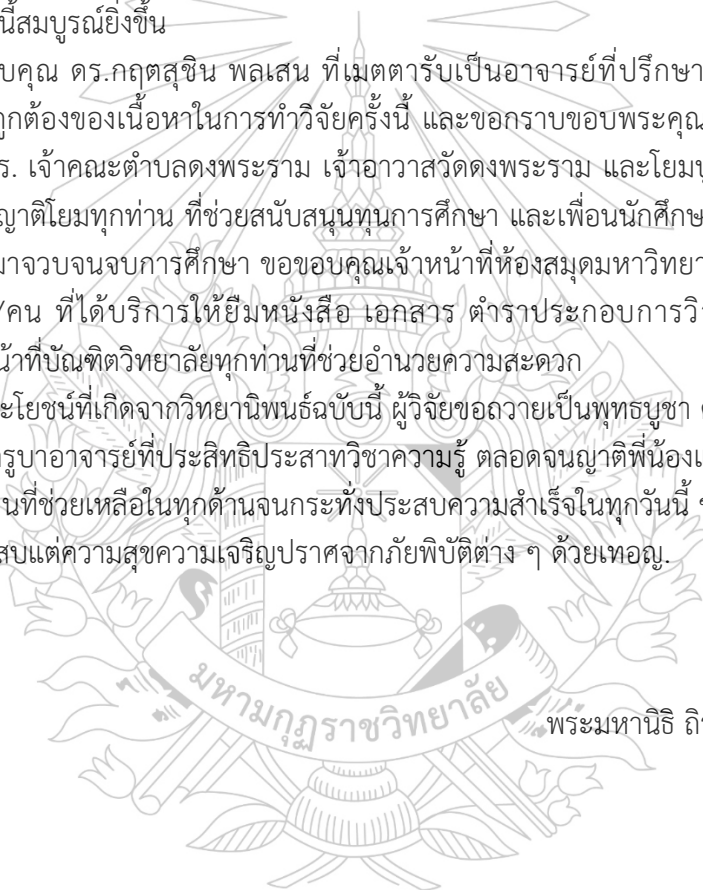 นี้สมบูรณ์ยิ่งขึ้น
บคุณ ดร.กฤตสุชิน พลเสน ที่เมตตารับเป็นอาจารย์ที่ปรึกษา
ถูกต้องของเนื้อหาในการทำวิจัยครั้งนี้ และขอกราบขอบพระคุณ
ร. เจ้าคณะตำบลดงพระราม เจ้าอาวาสวัดดงพระราม และโยม
ญาติโยมทุกท่าน ที่ช่วยสนับสนุนทุนการศึกษา และเพื่อนนักศึกษ
มาจวบจนจบการศึกษา ขอขอบคุณเจ้าหน้าที่ห้องสมุดมหาวิทยา
/คน ที่ได้บริการให้ยืมหนังสือ เอกสาร ตำราประกอบการวิ
น้าที่บัณฑิตวิทยาลัยทุกท่านที่ช่วยอำนวยความสะดวก
ะโยชน์ที่เกิดจากวิทยานิพนธ์ฉบับนี้ ผู้วิจัยขอถวายเป็นพุทธบูชา
ครูบาอาจารย์ที่ประสิทธิประสาทวิชาความรู้ ตลอดจนญาติพี่น้อง
นที่ช่วยเหลือในทุกด้านจนกระทั่งประสบความสำเร็จในทุกวันนี้
สบแต่ความสุขความเจริญปราศจากภัยพิบัติต่าง ๆ ด้วยเทอญ.
มหามกุฏราชวิทยาลัย
พระมหานิธิ